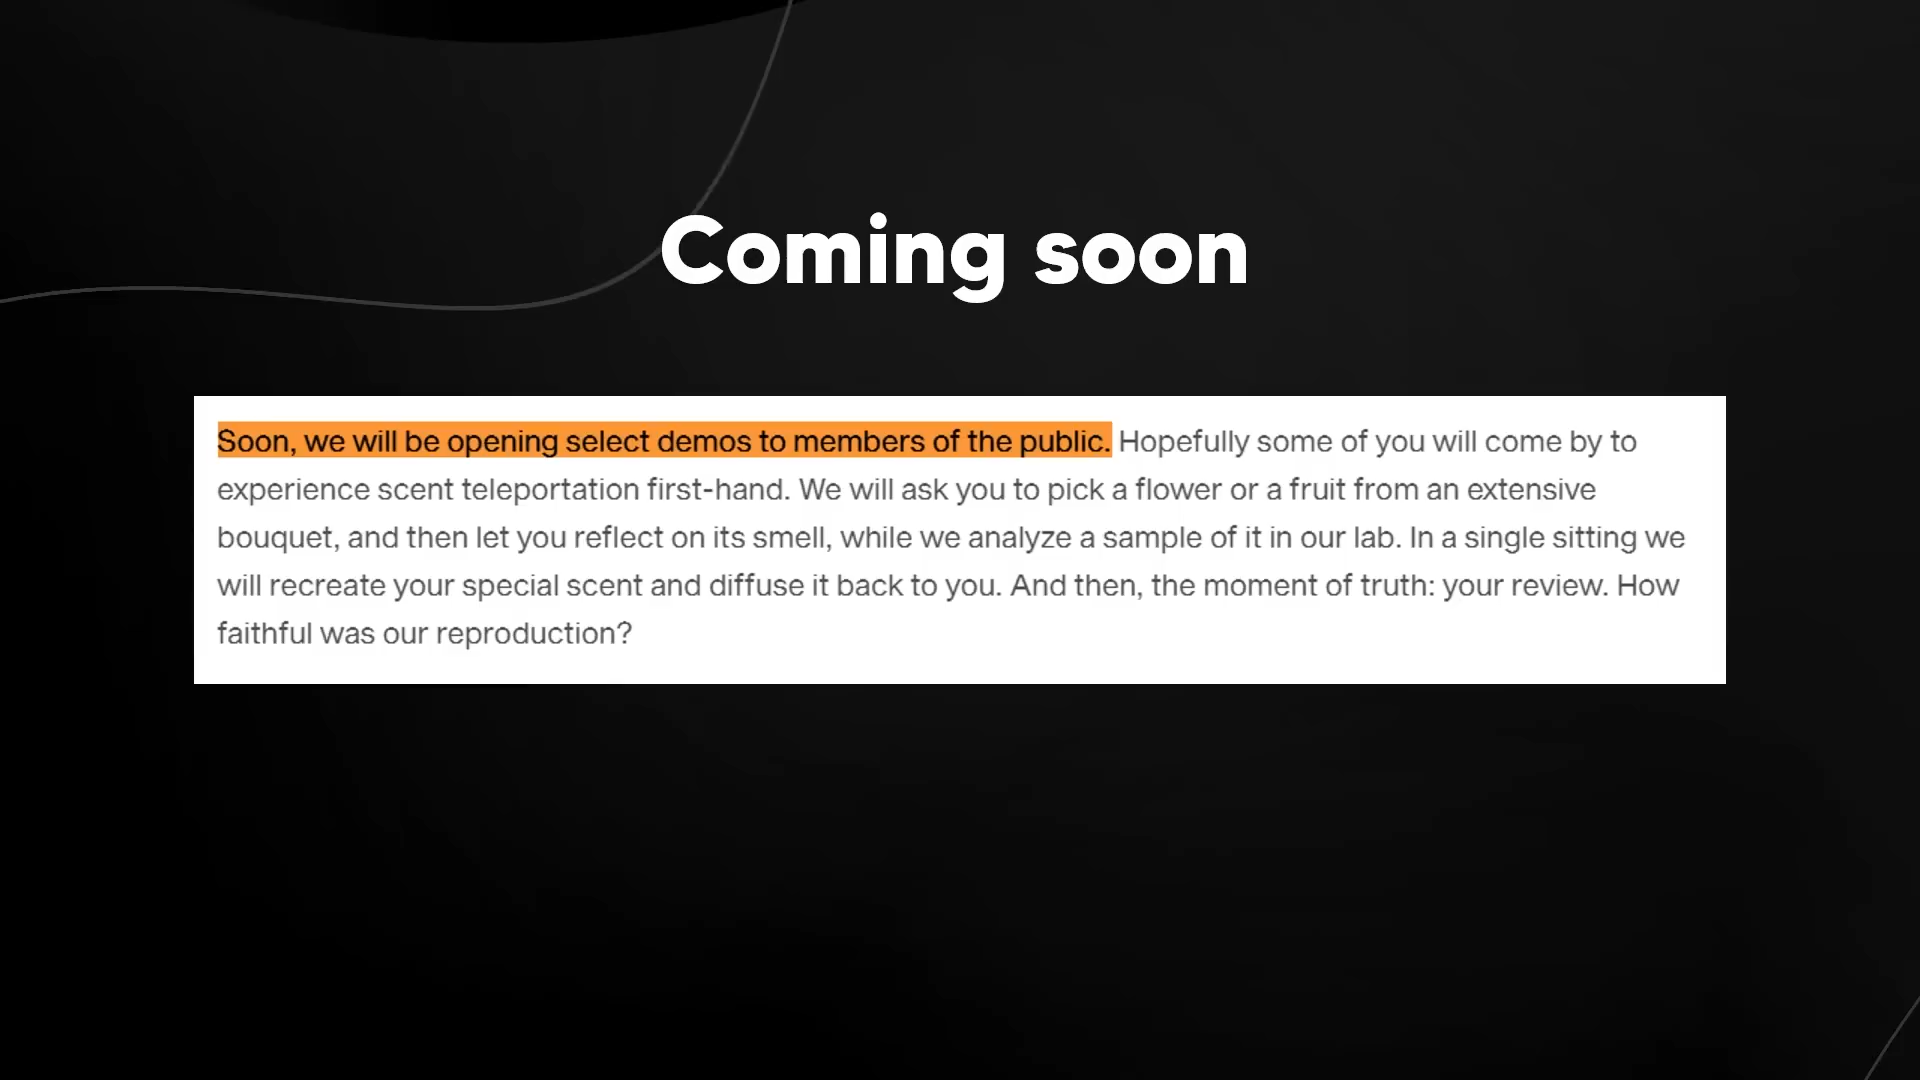 Coming soon
Soon, we will be opening select demos to members of the public. Hopefully some of you will come by to
experience scent teleportation first-hand. We will ask you to pick a flower or a fruit from an extensive
bouquet, and then let you reflect on its smell, while we analyze a sample of it in our lab. In a single sitting we
will recreate your special scent and diffuse it back to you. And then, the moment of truth: your review. How
faithful was our reproduction?